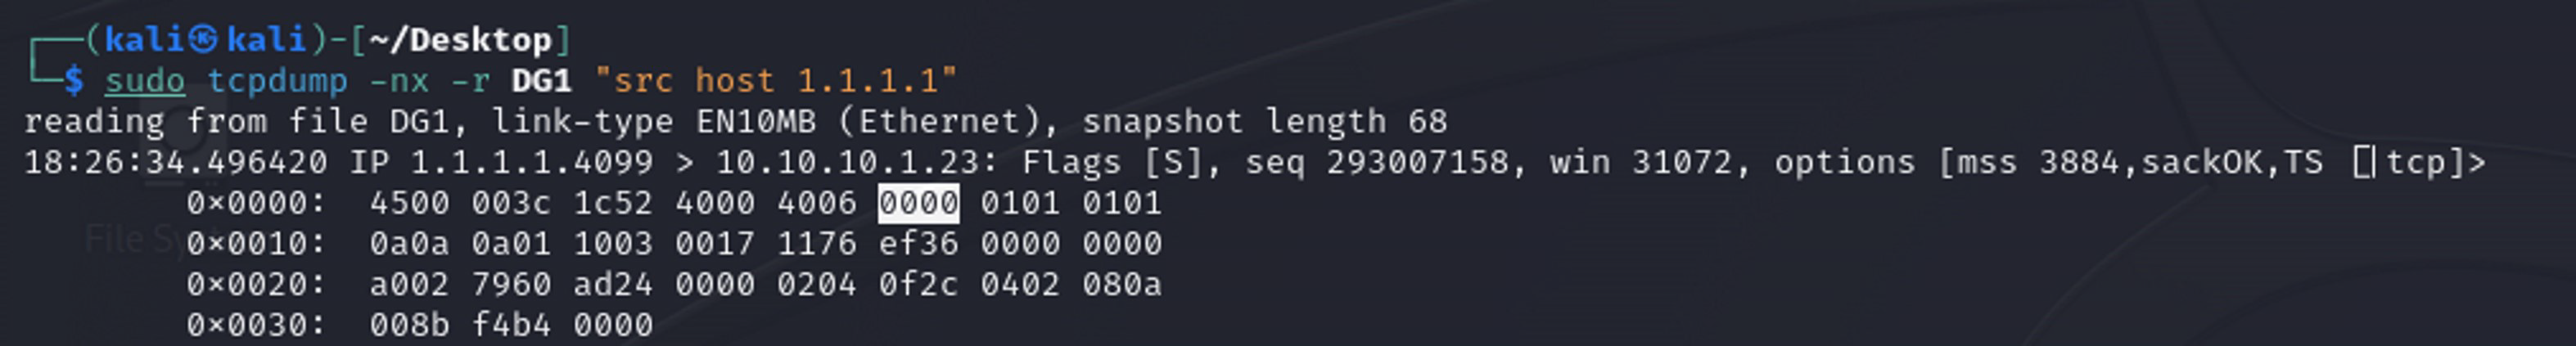 ┌──(kali㉿kali)-[~/Desktop]
└─$ sudo tcpdump -nx -r DG1 "src host 1.1.1.1"
reading from file DG1, link-type EN10MB (Ethernet), snapshot length 68
18:26:34.496420 IP 1.1.1.1.4099 > 10.10.10.1.23: Flags [S], seq 293007158, win 31072, options [mss 3884,sackOK,TS [|tcp]>
0x0000:  4500 003c 1c52 4000 4006 0000 0101 0101
0x0010:  0a0a 0a01 1003 0017 1176 ef36 0000 0000
File Sy
0x0020:  a002 7960 ad24 0000 0204 0f2c 0402 080a
0x0030:  008b f4b4 0000